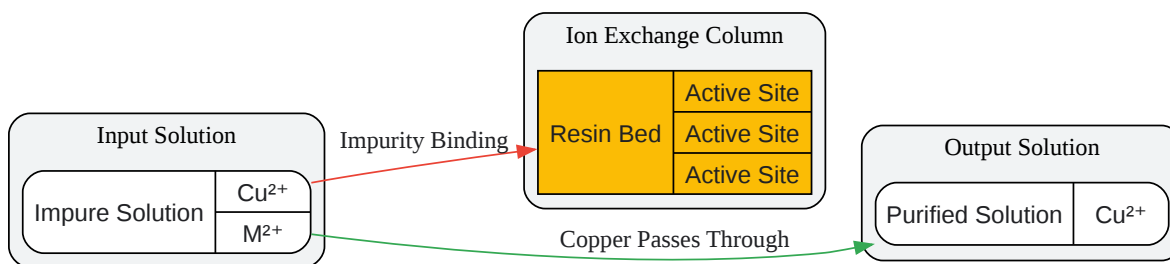 Input Solution
Impure Solution
Cu²⁺
M²⁺
Impurity Binding
Ion Exchange Column
Resin Bed
Active Site
Active Site
Active Site
Copper Passes Through
Output Solution
Purified Solution
Cu²⁺